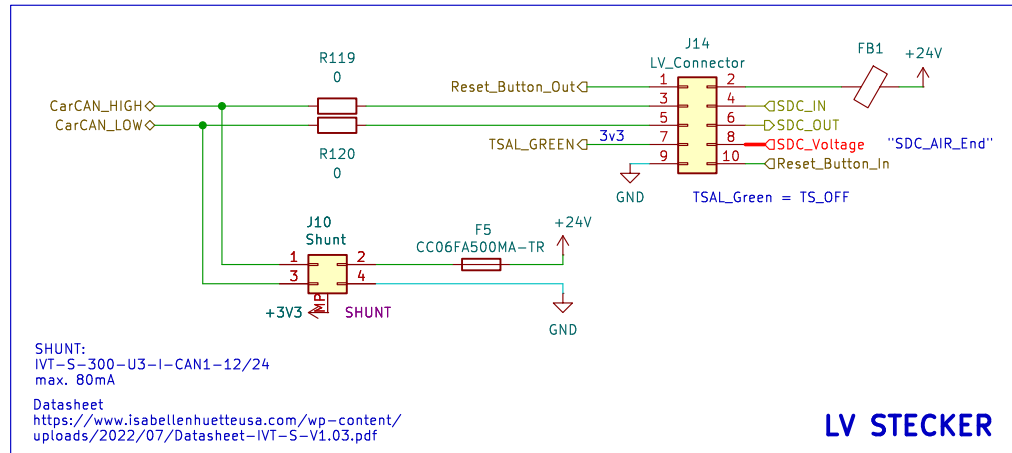 J14
LV_Connector
FB1
+24V
R119
0
Reset_Button_Out
1
2
CarCAN_HIGH
3
4
SDC_IN
CarCAN_LOW
5
6
SDC_OUT
R120
0
TSAL_GREEN
3v3
7
8
SDC_Voltage
"SDC_AIR_End"
9
10
Reset_Button_In
GND
TSAL_Green = TS_OFF
J10
Shunt
F5
CC06FA500MA-TR
+24V
1
2
3
4
MP
+3V3
SHUNT
GND
SHUNT:
IVT-S-300-U3-I-CAN1-12/24
max. 80mA
Datasheet
https://www.isabellenhuetteusa.com/wp-content/
uploads/2022/07/Datasheet-IVT-S-V1.03.pdf
LV STECKER